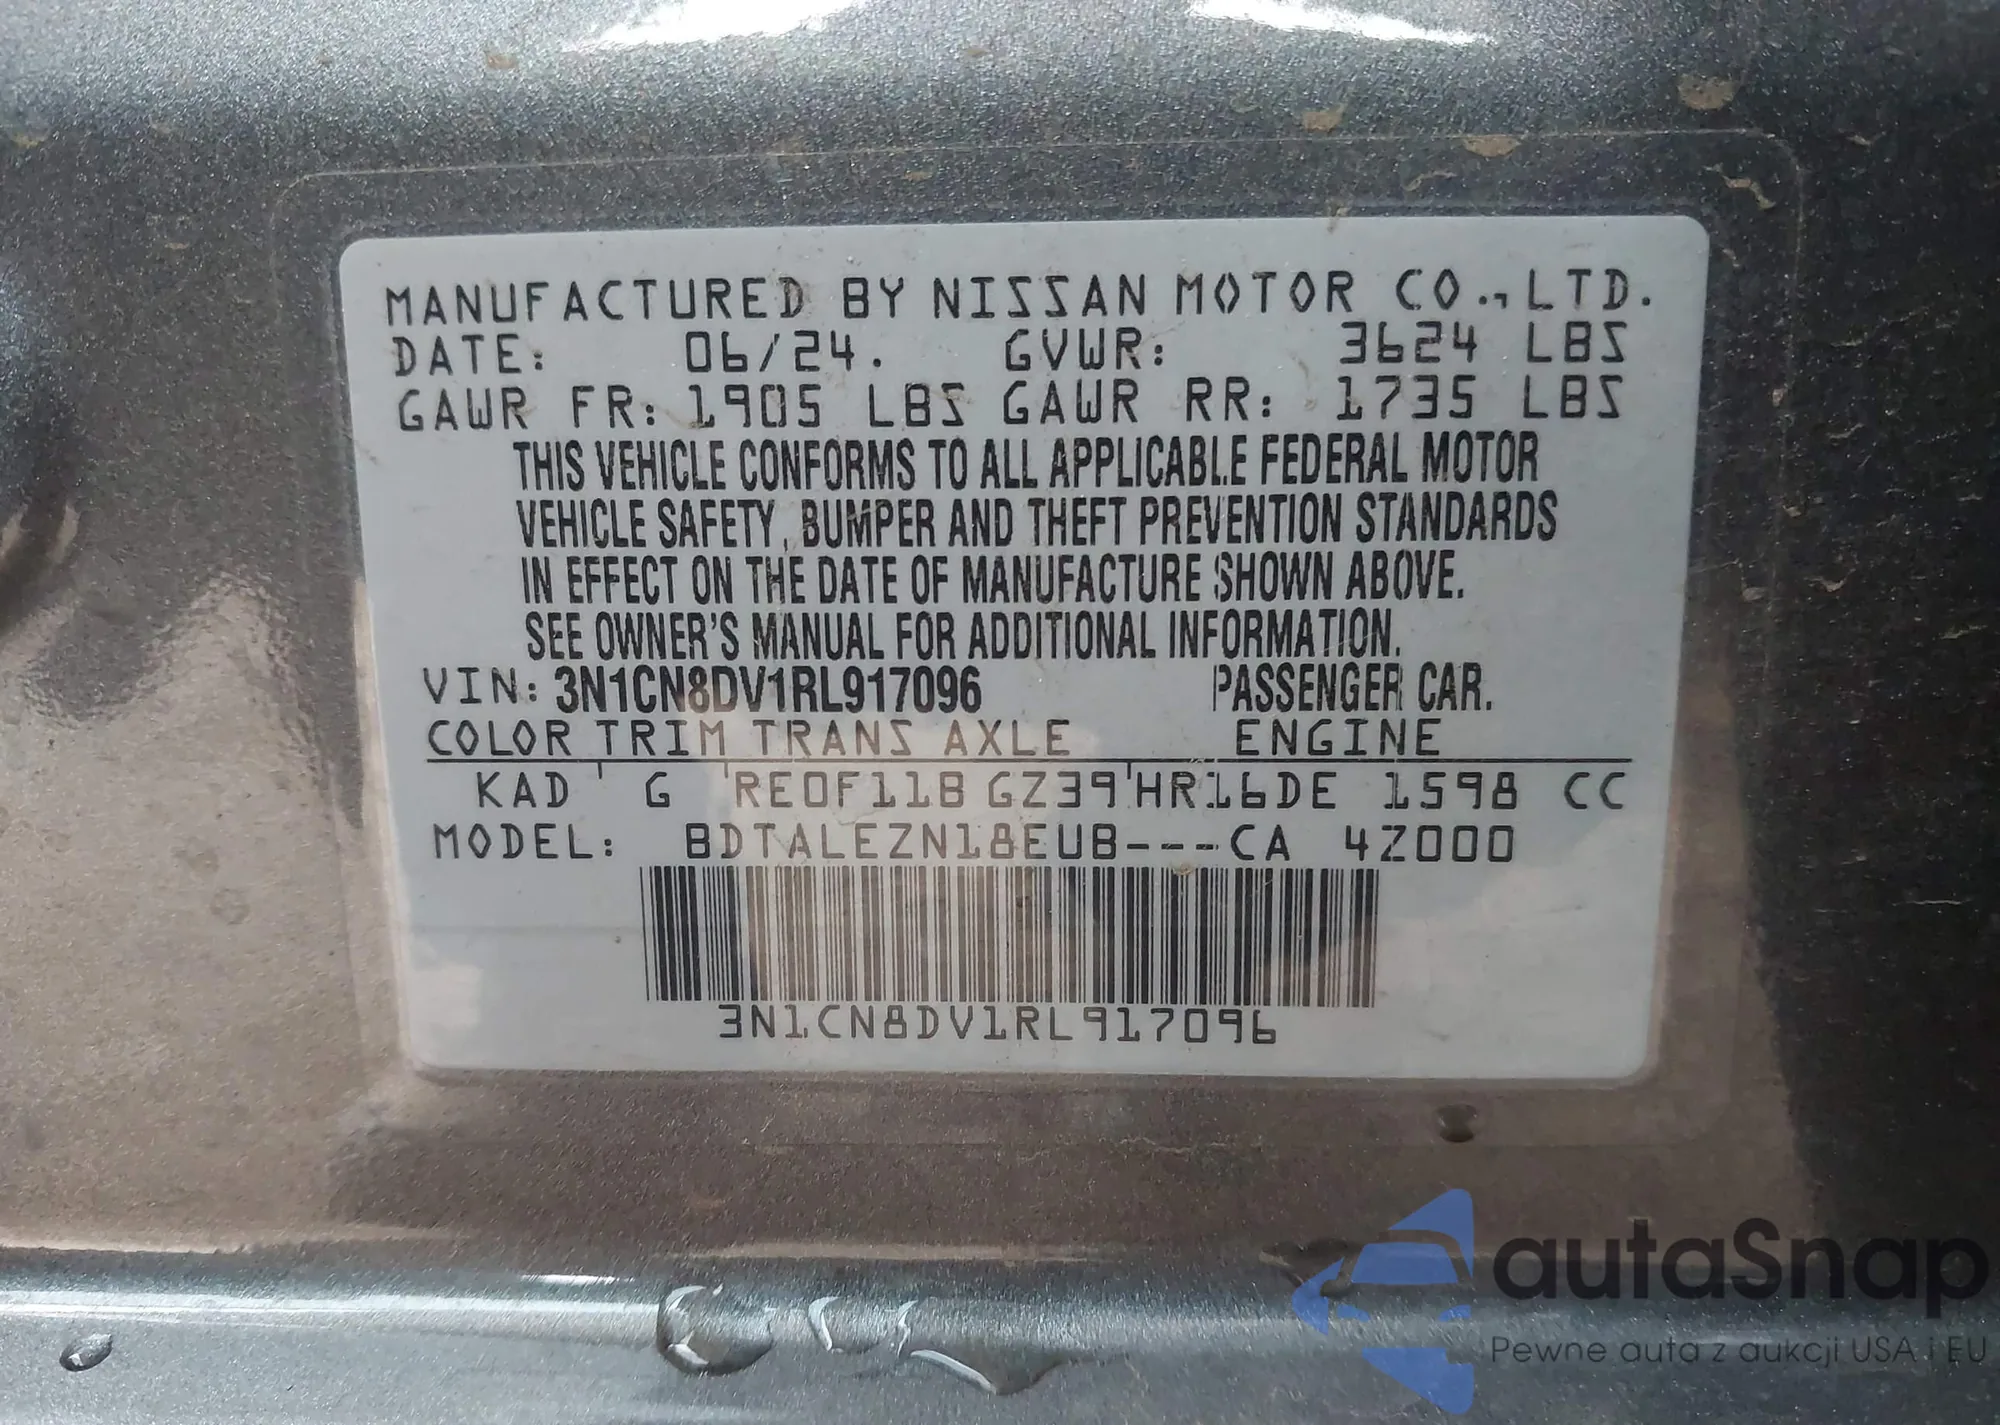 MANUFACTURED BY NISSAN MOTOR CO., LTD.
DATE: 06/24. GVWR: 3624 LBS
GAWR FR: 1905 LBS GAWR RR: 1735 LBS
THIS VEHICLE CONFORMS TO ALL APPLICABLE FEDERAL MOTOR
VEHICLE SAFETY, BUMPER AND THEFT PREVENTION STANDARDS
IN EFFECT ON THE DATE OF MANUFACTURE SHOWN ABOVE.
SEE OWNER'S MANUAL FOR ADDITIONAL INFORMATION.
VIN: 3N1CN8DV1RL917096 PASSENGER CAR.
COLOR TRIM TRANS AXLE ENGINE
KAD G RE0F11B GZ39 HR16DE 1598 CC
MODEL: BDTALEZN18EUB---CA 4Z000
3N1CN8DV1RL917096
autaSnap
Pewne auta z aukcji USA i EU